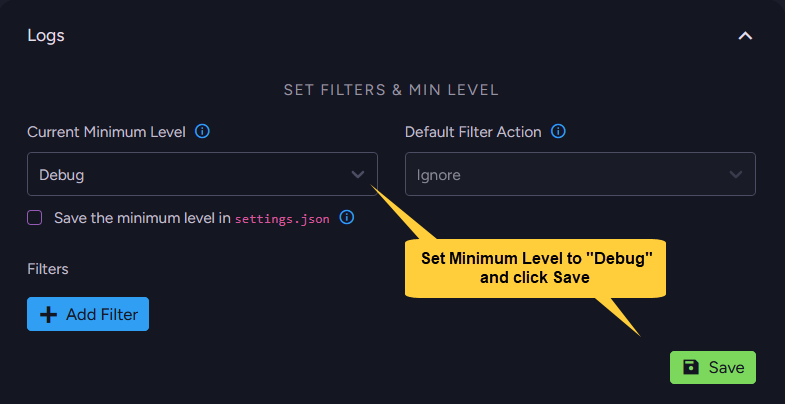 Logs
SET FILTERS & MIN LEVEL
Current Minimum Level
Default Filter Action
Debug
Ignore
Save the minimum level in settings.json
Set Minimum Level to "Debug"
and click Save
Filters
Add Filter
Save